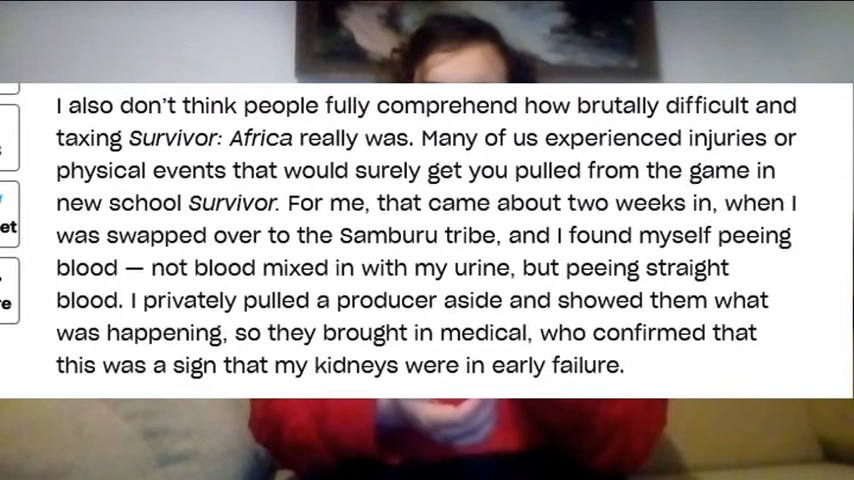 I also don't think people fully comprehend how brutally difficult and
taxing Survivor: Africa really was. Many of us experienced injuries or
physical events that would surely get you pulled from the game in
new school Survivor. For me, that came about two weeks in, when I
was swapped over to the Samburu tribe, and I found myself peeing
blood — not blood mixed in with my urine, but peeing straight
blood. I privately pulled a producer aside and showed them what
was happening, so they brought in medical, who confirmed that
this was a sign that my kidneys were in early failure.